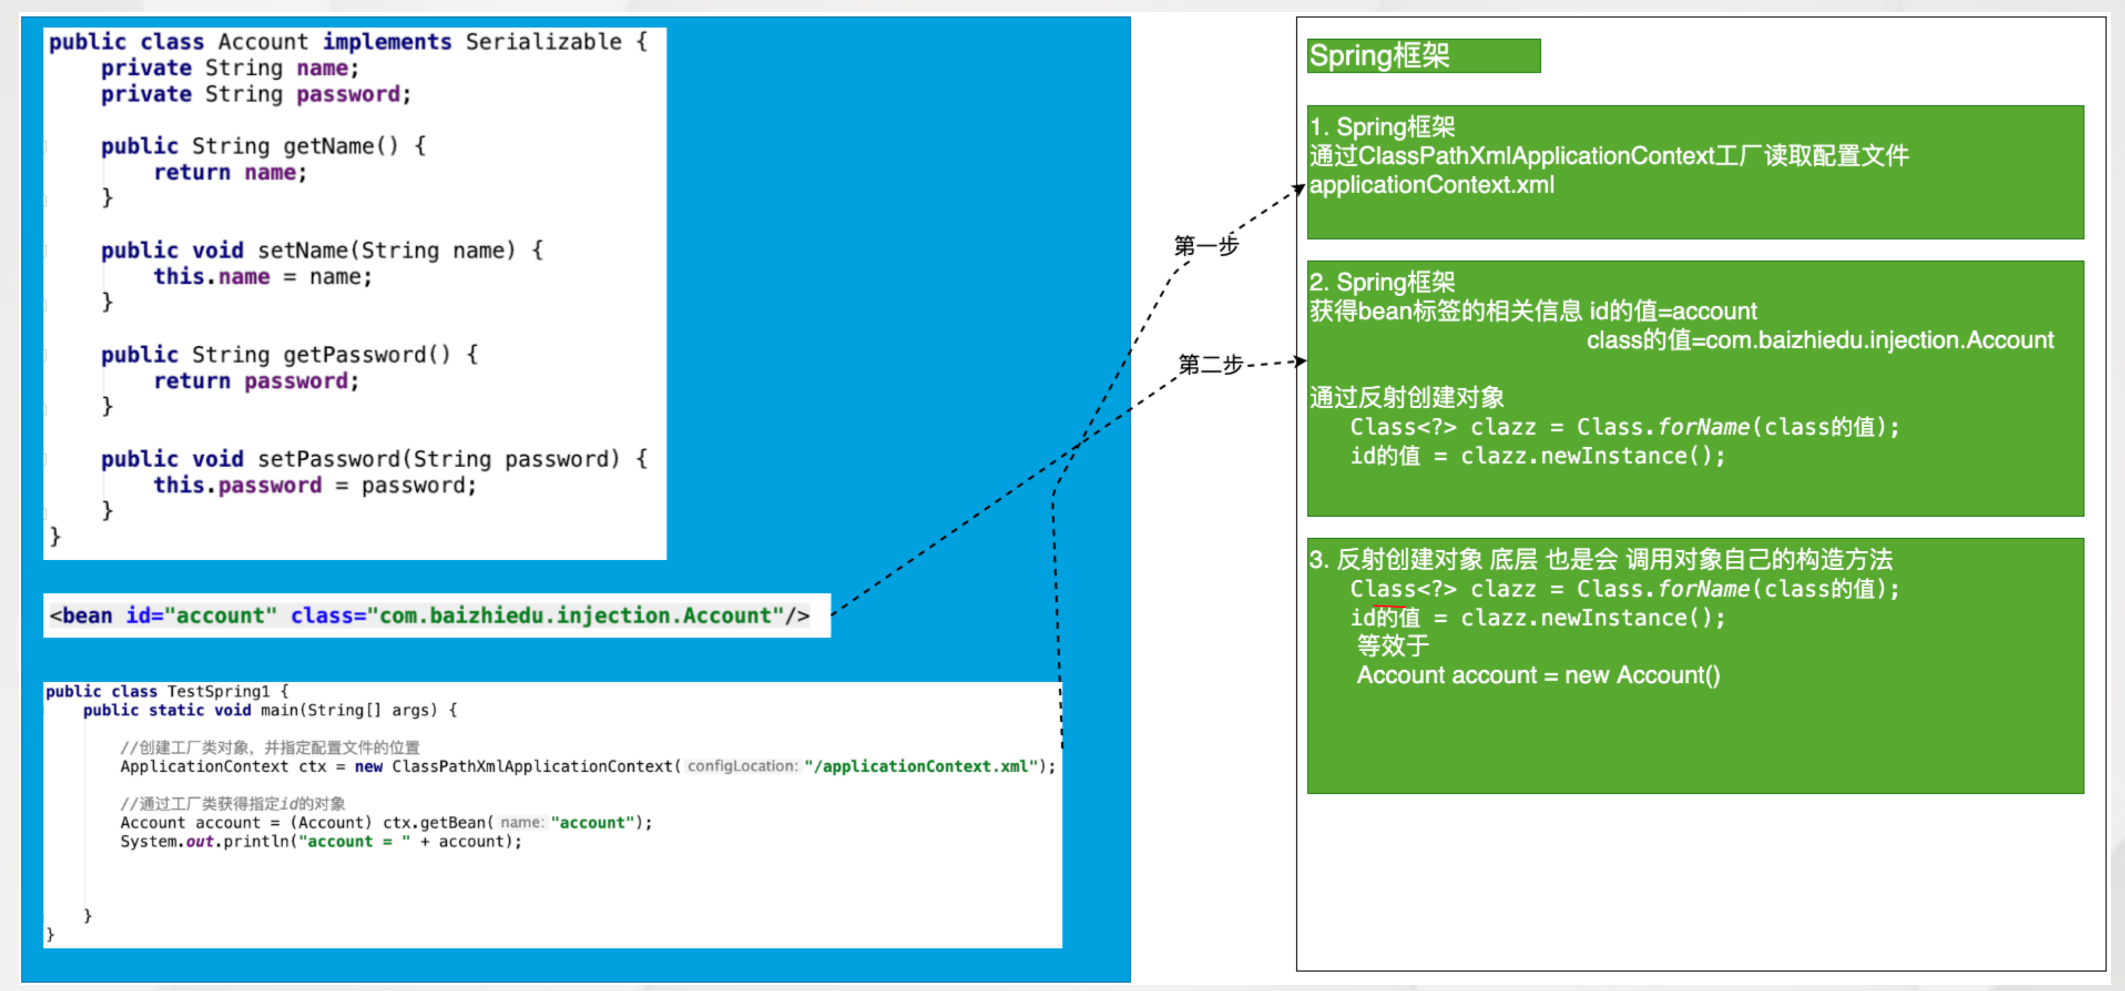 public class Account implements Serializable {
    private String name;
    private String password;

    public String getName() {
        return name;
    }

    public void setName(String name) {
        this.name = name;
    }

    public String getPassword() {
        return password;
    }

    public void setPassword(String password) {
        this.password = password;
    }
}
<bean id="account" class="com.baizhiedu.injection.Account"/>
public class TestSpring1 {
    public static void main(String[] args) {

        //创建工厂类对象，并指定配置文件的位置
        ApplicationContext ctx = new ClassPathXmlApplicationContext( configLocation: "/applicationContext.xml");

        //通过工厂类获得指定id的对象
        Account account = (Account) ctx.getBean( name: "account");
        System.out.println("account = " + account);

    }
}
第一步
第二步
Spring框架
1. Spring框架
通过ClassPathXmlApplicationContext工厂读取配置文件
applicationContext.xml
2. Spring框架
获得bean标签的相关信息 id的值=account
class的值=com.baizhiedu.injection.Account
通过反射创建对象
Class<?> clazz = Class.forName(class的值);
id的值 = clazz.newInstance();
3. 反射创建对象 底层 也是会 调用对象自己的构造方法
Class<?> clazz = Class.forName(class的值);
id的值 = clazz.newInstance();
等效于
Account account = new Account()